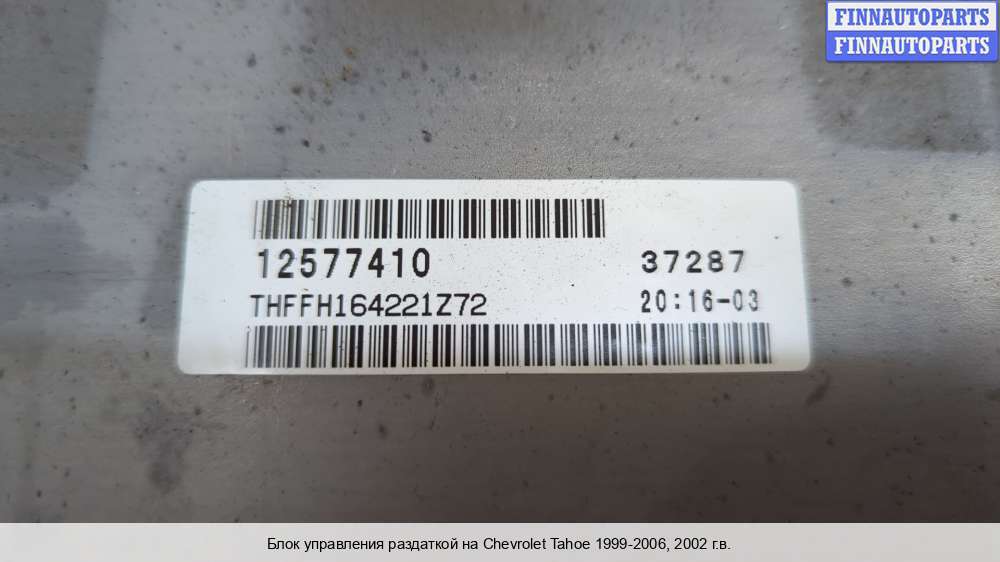 FINNAUTOPARTS
FINNAUTOPARTS
12577410 37287
THFFH164221Z72 20:16-03
Блок управления раздаткой на Chevrolet Tahoe 1999-2006, 2002 г.в.